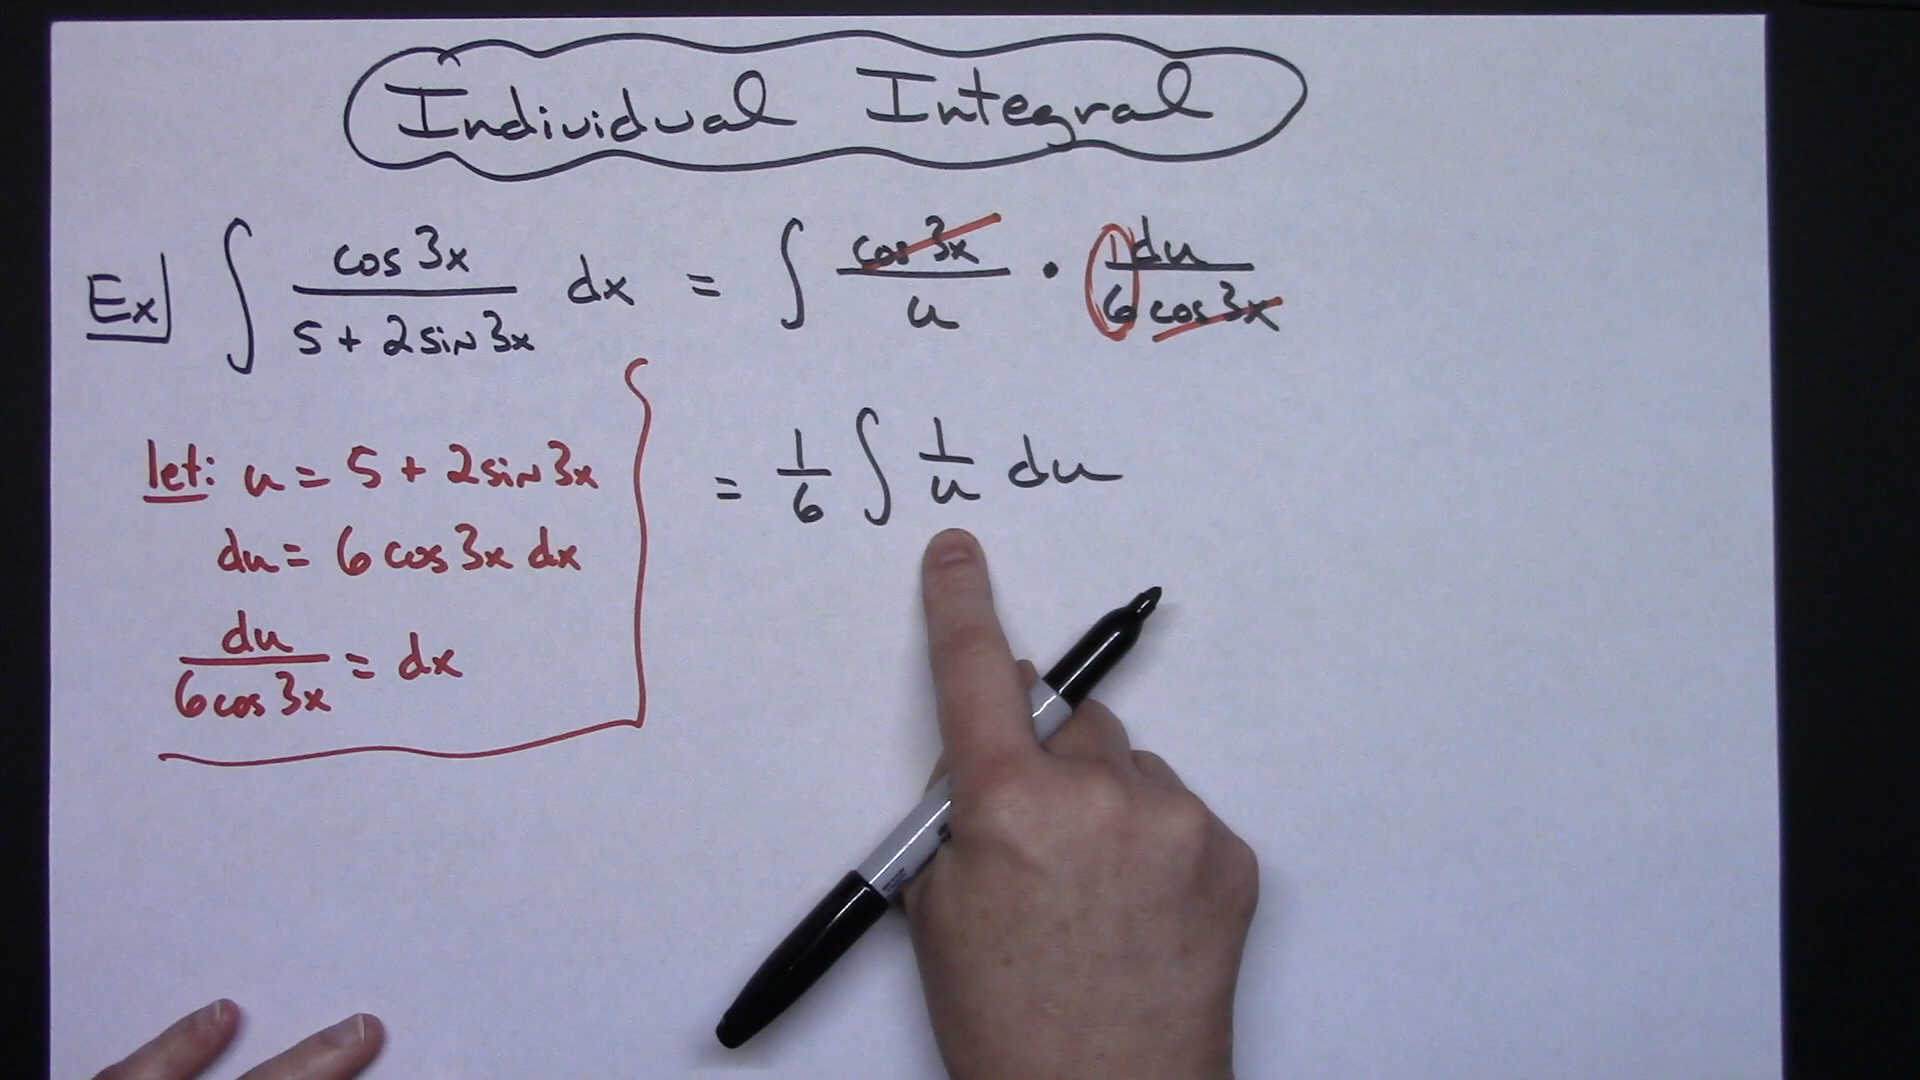 Individual Integral
Ex ∫ cos 3x / (5 + 2 sin 3x) dx = ∫ cos 3x / u • 1 du / (6 cos 3x)
let: u = 5 + 2 sin 3x
du = 6 cos 3x dx
du / (6 cos 3x) = dx
= 1/6 ∫ 1/u du